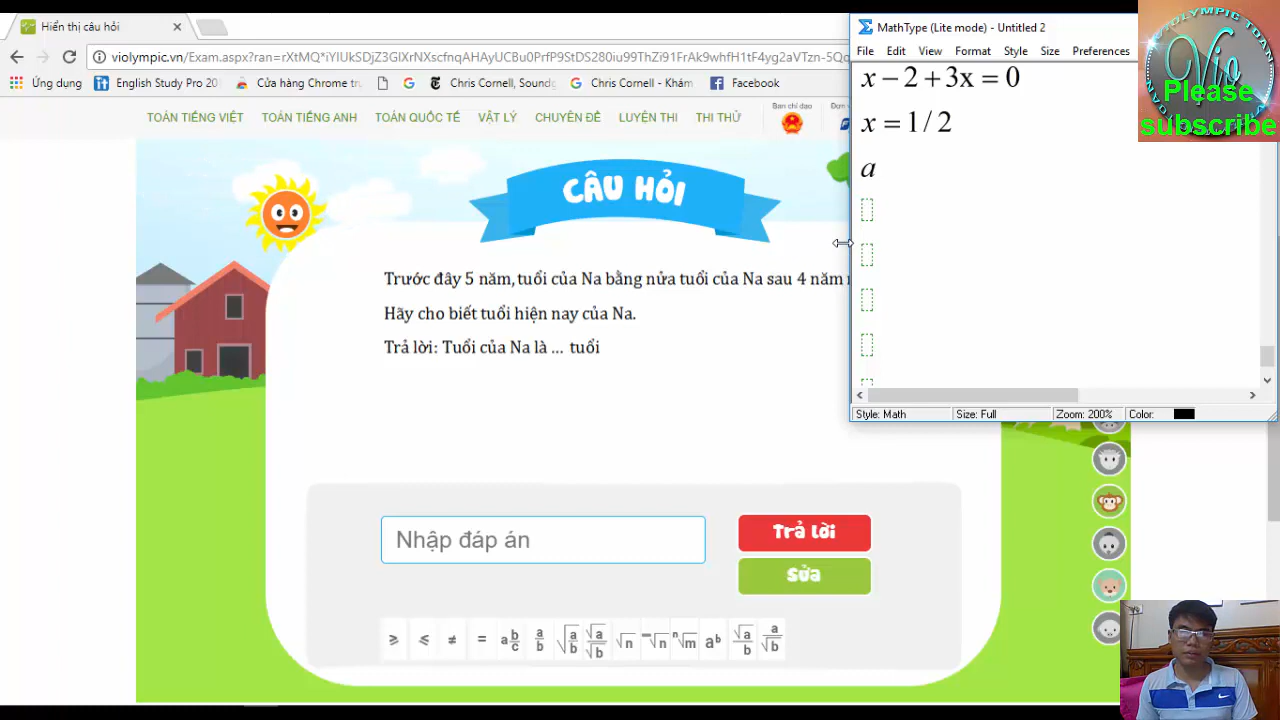 Hiển thị câu hỏi
MathType (Lite mode) - Untitled 2
violympic.vn/Exam.aspx?ran=
File Edit View Format Style Size Preferences
Ứng dụng English Study Pro 20 Cửa hàng Chrome Chris Cornell, Chris Cornell - Khám Facebook
Vio
Please
subscribe
x − 2 + 3x = 0
x = 1 / 2
a
TOÁN TIẾNG VIỆT TOÁN TIẾNG ANH TOÁN QUỐC TẾ VẬT LÝ CHUYÊN ĐỀ LUYỆN THI THI THỬ Ban chỉ đạo
CÂU HỎI
Trước đây 5 năm, tuổi của Na bằng nửa tuổi của Na sau 4 năm
Hãy cho biết tuổi hiện nay của Na.
Trả lời: Tuổi của Na là ... tuổi
Style: Math Size: Full Zoom: 200% Color:
Nhập đáp án
Trả lời
Sửa
≥ ≤ ≠ = a b/c a/b √a/b √a/√b √n −√n ⁿ√m aᵇ √a/b a/√b